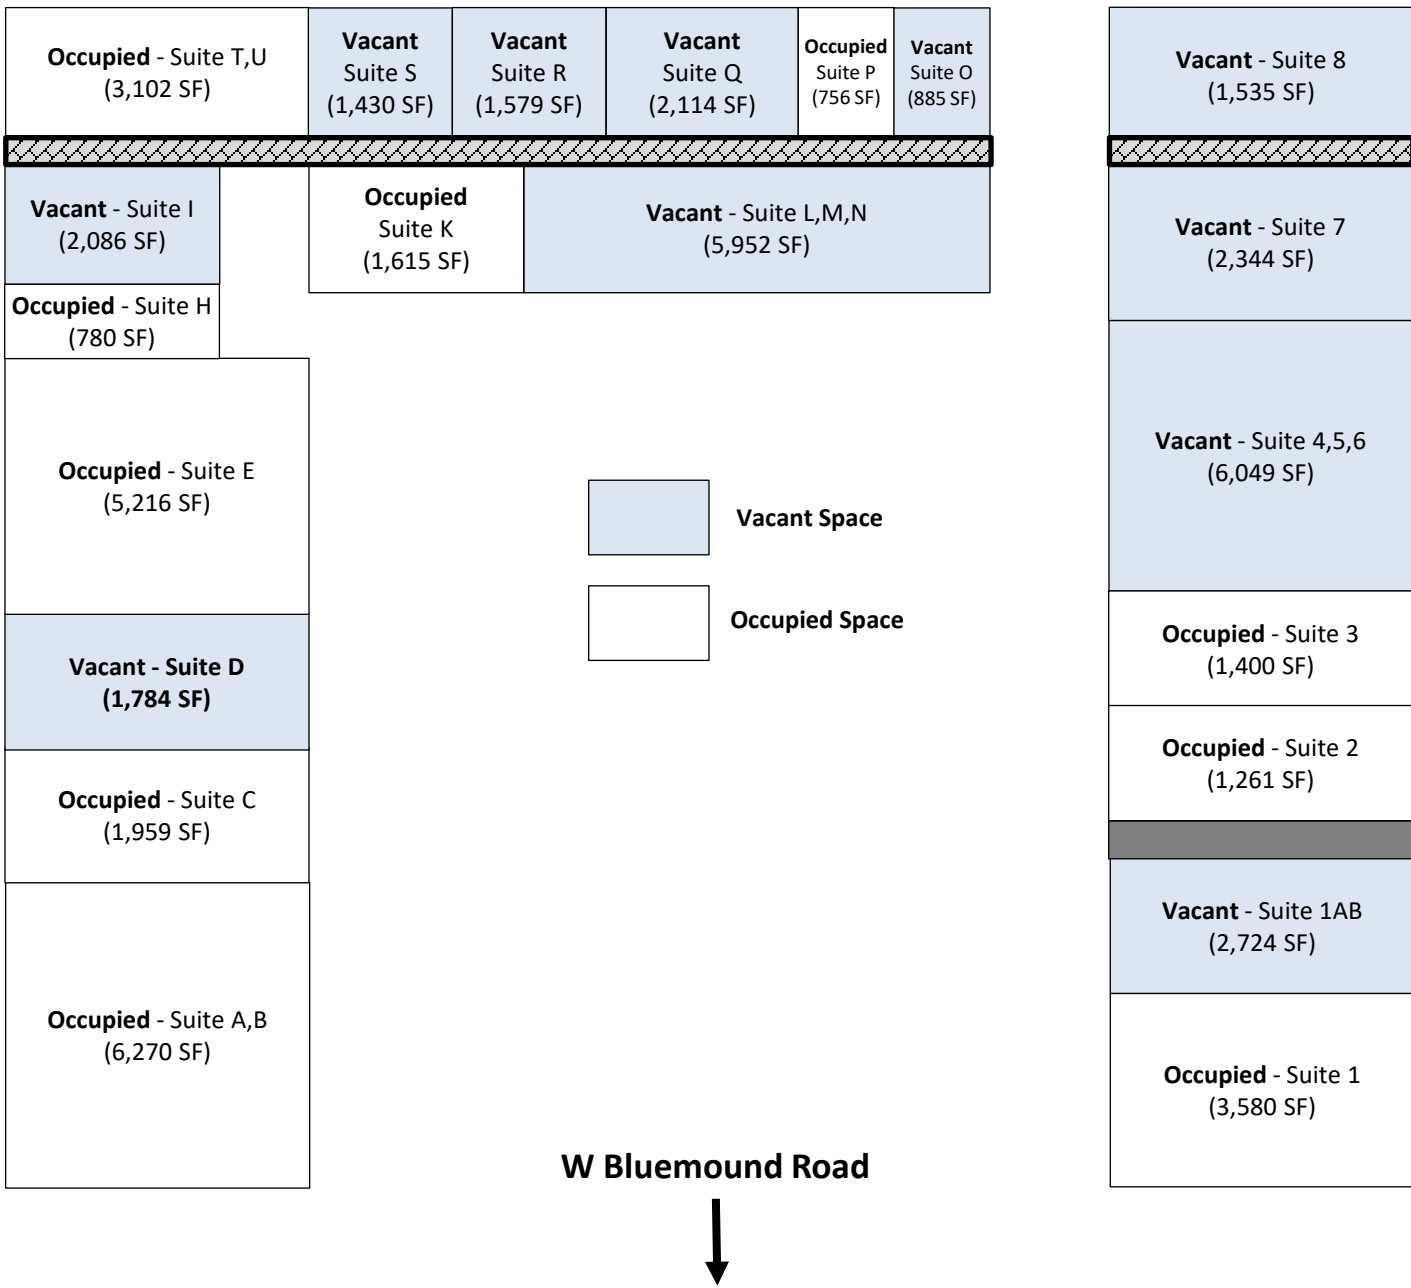 Occupied - Suite T,U
(3,102 SF)
Vacant
Suite S
(1,430 SF)
Vacant
Suite R
(1,579 SF)
Vacant
Suite Q
(2,114 SF)
Occupied
Suite P
(756 SF)
Vacant
Suite O
(885 SF)
Vacant - Suite 8
(1,535 SF)
Vacant - Suite I
(2,086 SF)
Occupied
Suite K
(1,615 SF)
Vacant - Suite L,M,N
(5,952 SF)
Vacant - Suite 7
(2,344 SF)
Occupied - Suite H
(780 SF)
Occupied - Suite E
(5,216 SF)
Vacant - Suite 4,5,6
(6,049 SF)
Vacant Space
Occupied Space
Vacant - Suite D
(1,784 SF)
Occupied - Suite 3
(1,400 SF)
Occupied - Suite C
(1,959 SF)
Occupied - Suite 2
(1,261 SF)
Vacant - Suite 1AB
(2,724 SF)
Occupied - Suite A,B
(6,270 SF)
Occupied - Suite 1
(3,580 SF)
W Bluemound Road